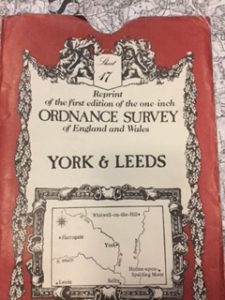 Sheet
17
Reprint
of the first edition of the one-inch
ORDNANCE SURVEY
of England and Wales
YORK & LEEDS
Whitwell-on-the-Hill
Harrogate
York
Holme-upon-
Spalding Moor
Leeds
Selby